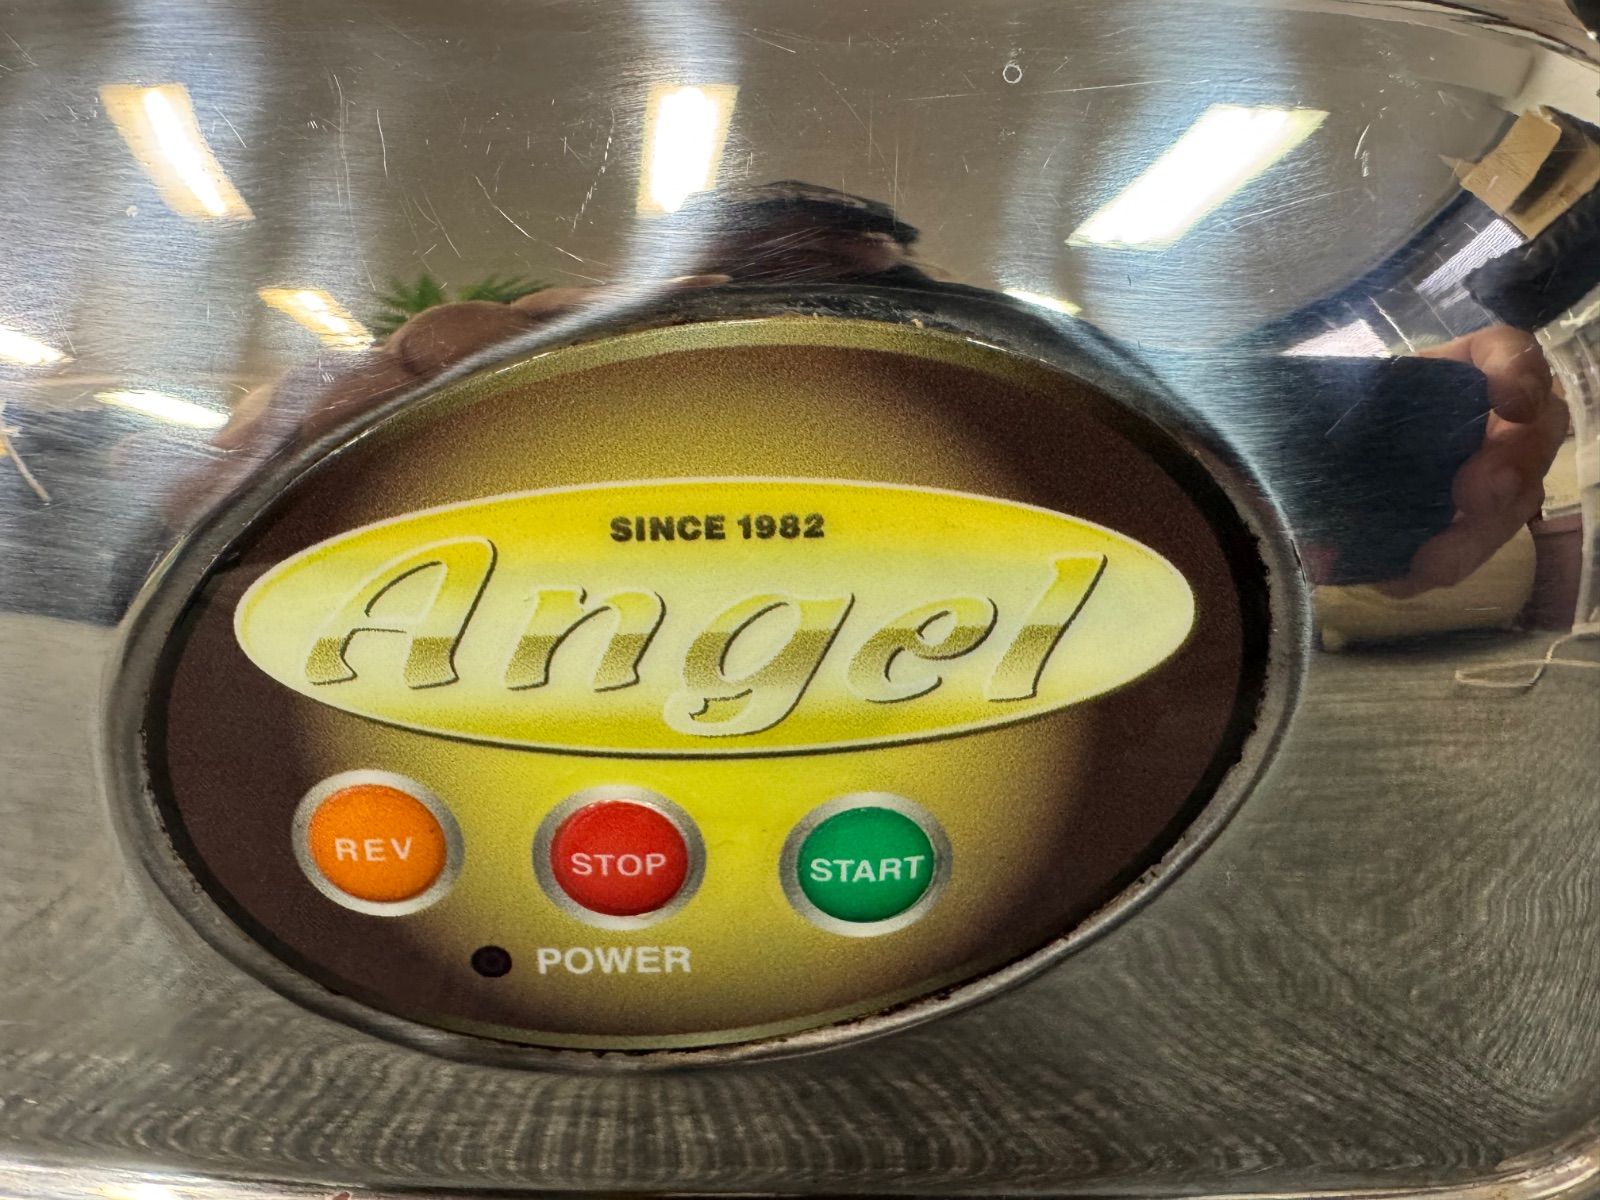 SINCE 1982
Angel
REV
STOP
START
POWER